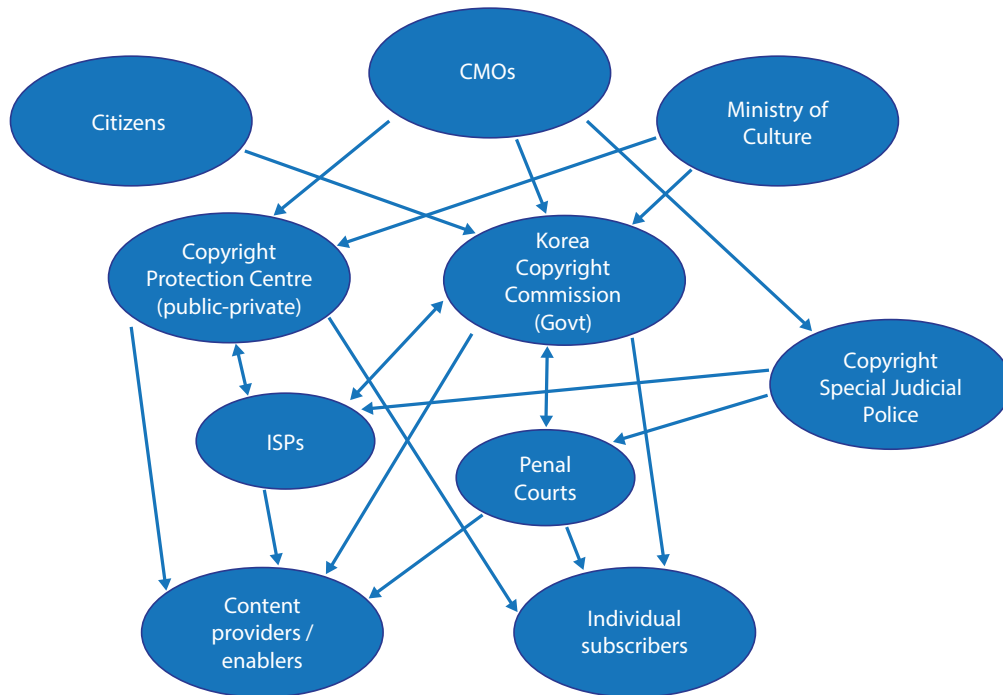 CMOs
Citizens
Ministry of
Culture
Copyright
Protection Centre
(public-private)
Korea
Copyright
Commission
(Govt)
Copyright
Special Judicial
Police
ISPs
Penal
Courts
Content
providers /
enablers
Individual
subscribers